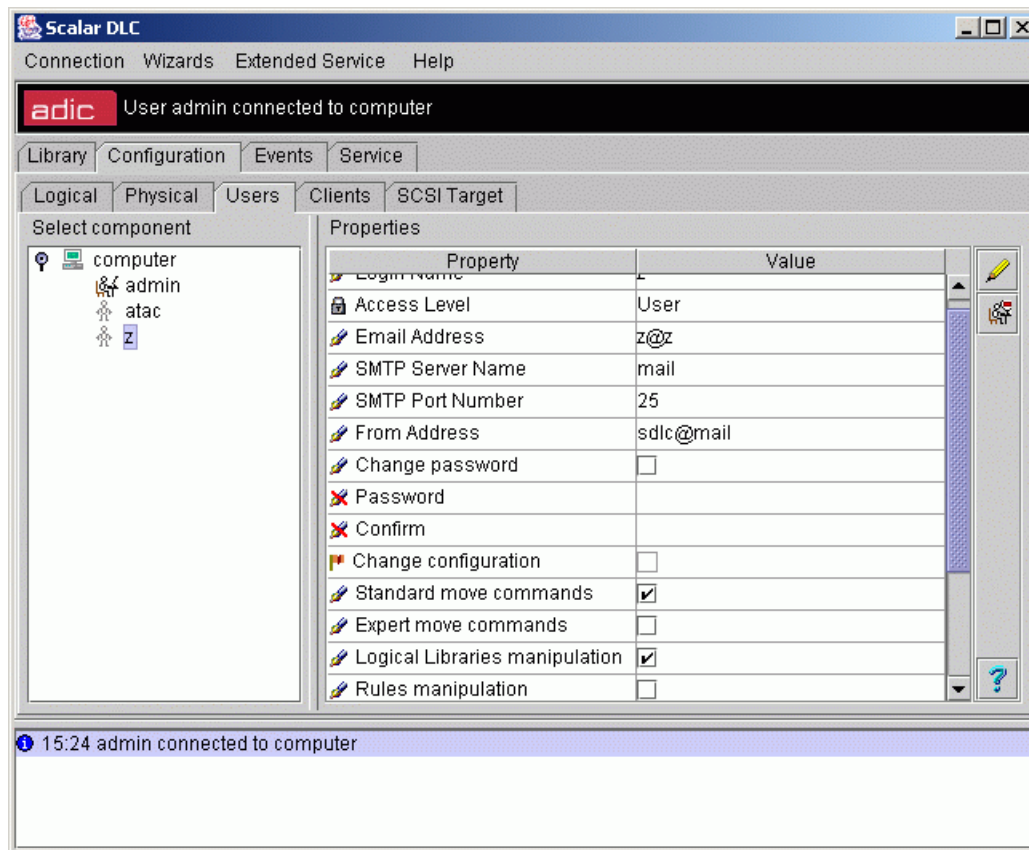 Scalar DLC
Connection Wizards Extended Service Help
adic User admin connected to computer
Library Configuration Events Service
Logical Physical Users Clients SCSI Target
Select component Properties
computer
admin
atac
z
Property Value
Login Name z
Access Level User
Email Address z@z
SMTP Server Name mail
SMTP Port Number 25
From Address sdlc@mail
Change password
Password
Confirm
Change configuration
Standard move commands
Expert move commands
Logical Libraries manipulation
Rules manipulation
?
15:24 admin connected to computer